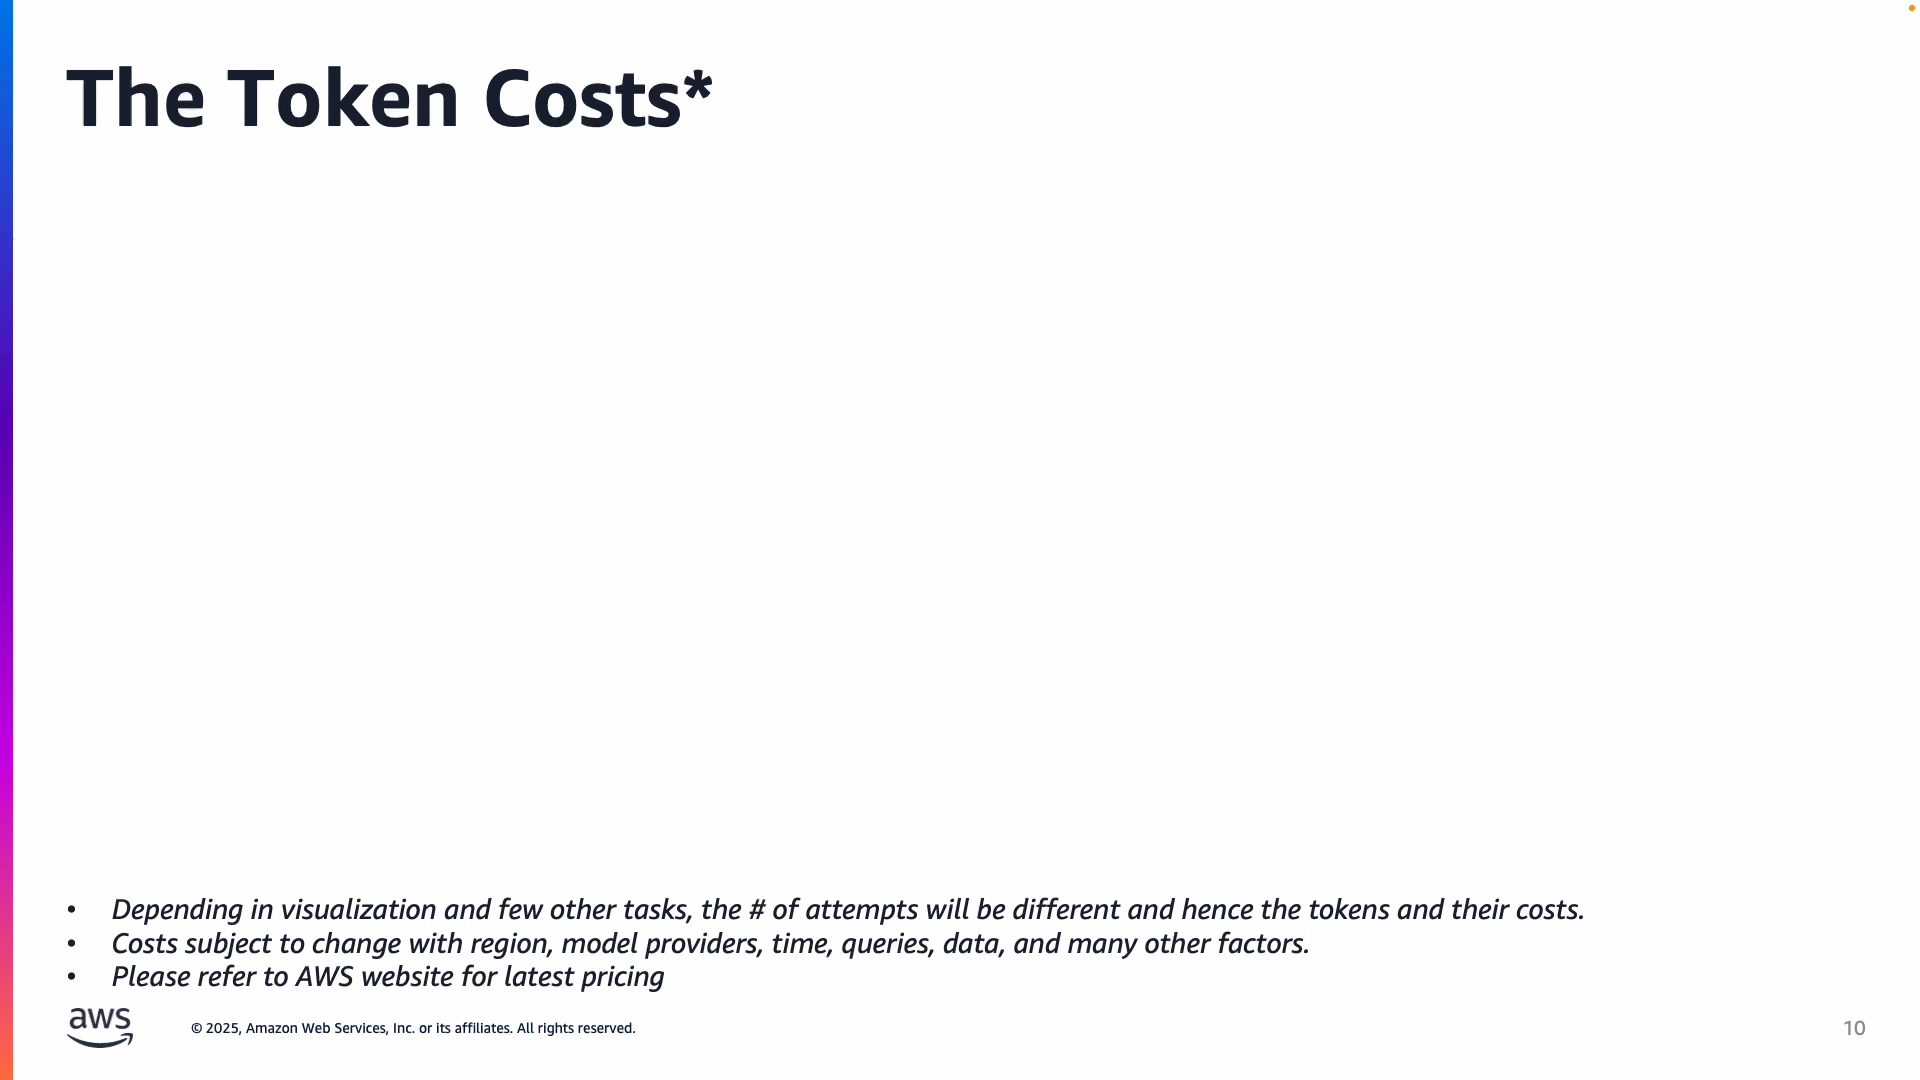 The Token Costs*
• Depending in visualization and few other tasks, the # of attempts will be different and hence the tokens and their costs.
• Costs subject to change with region, model providers, time, queries, data, and many other factors.
• Please refer to AWS website for latest pricing
aws
© 2025, Amazon Web Services, Inc. or its affiliates. All rights reserved.
10